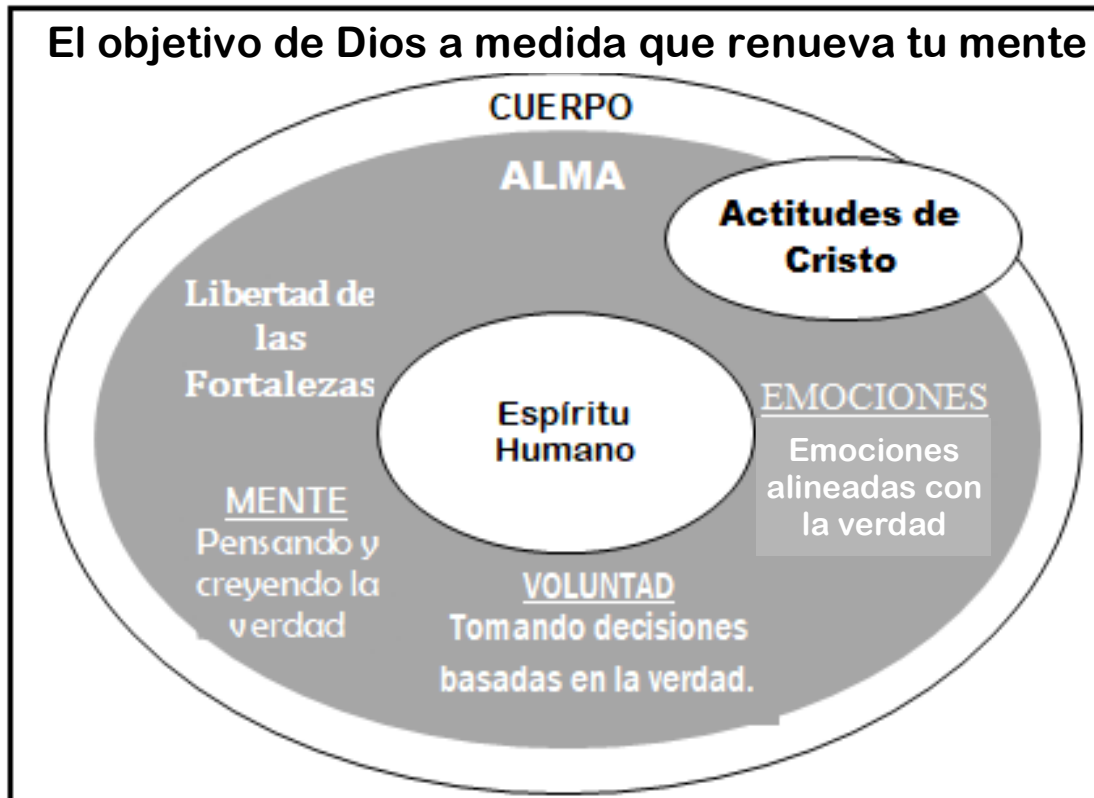 El objetivo de Dios a medida que renueva tu mente
CUERPO
ALMA
Actitudes de
Cristo
Libertad de
las
Fortalezas
Espíritu
Humano
EMOCIONES
Emociones
alineadas con
la verdad
MENTE
Pensando y
creyendo la
verdad
VOLUNTAD
Tomando decisiones
basadas en la verdad.